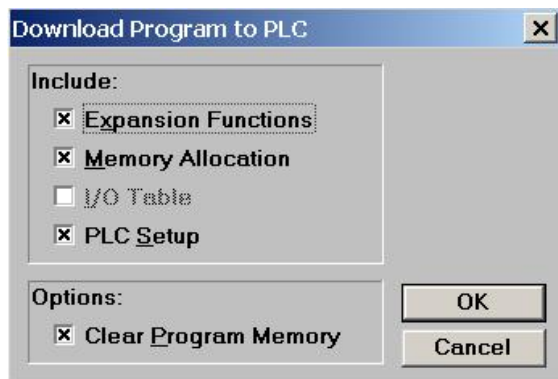 Download Program to PLC
Include:
Expansion Functions
Memory Allocation
I/O Table
PLC Setup
Options:
Clear Program Memory
OK
Cancel